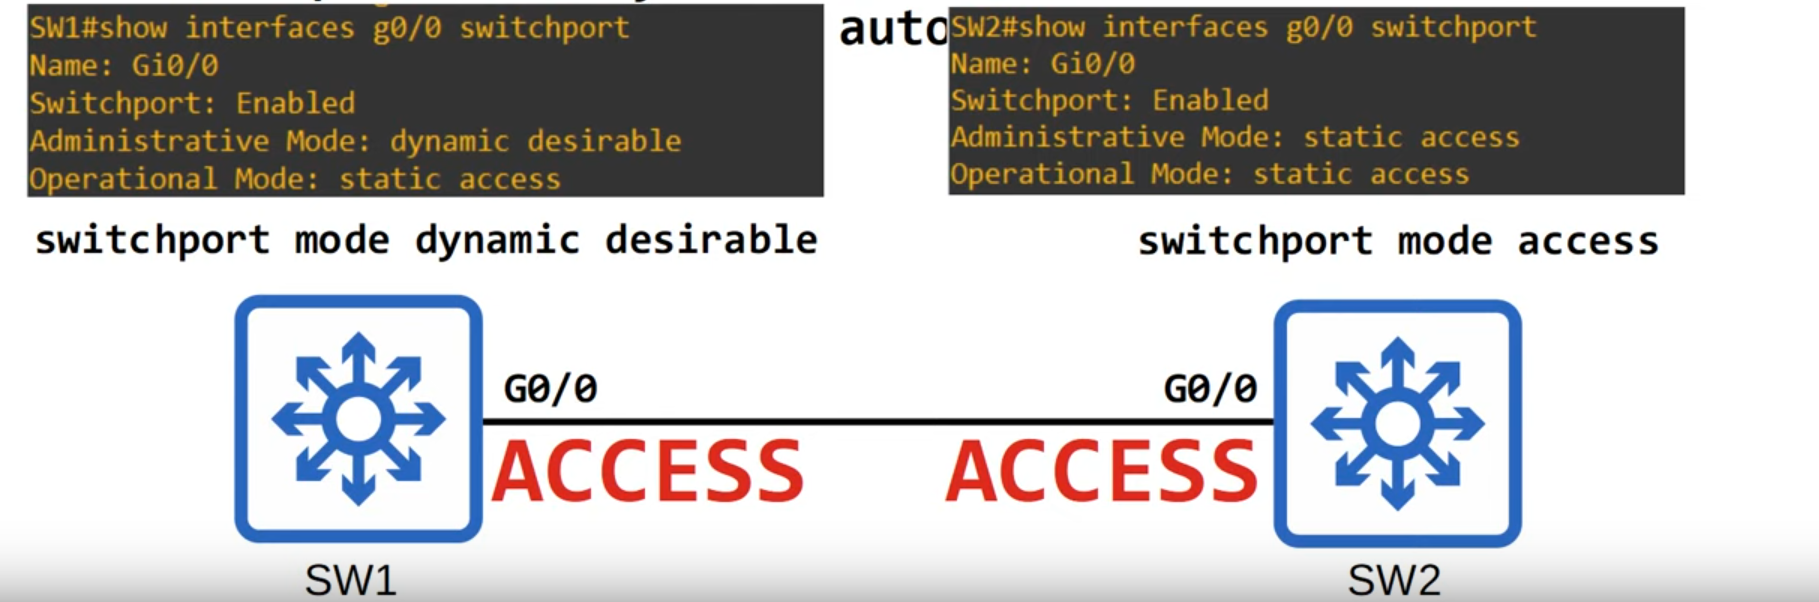 auto
SW1#show interfaces g0/0 switchport
Name: Gi0/0
Switchport: Enabled
Administrative Mode: dynamic desirable
Operational Mode: static access
SW2#show interfaces g0/0 switchport
Name: Gi0/0
Switchport: Enabled
Administrative Mode: static access
Operational Mode: static access
switchport mode dynamic desirable
switchport mode access
G0/0
G0/0
ACCESS
ACCESS
SW1
SW2